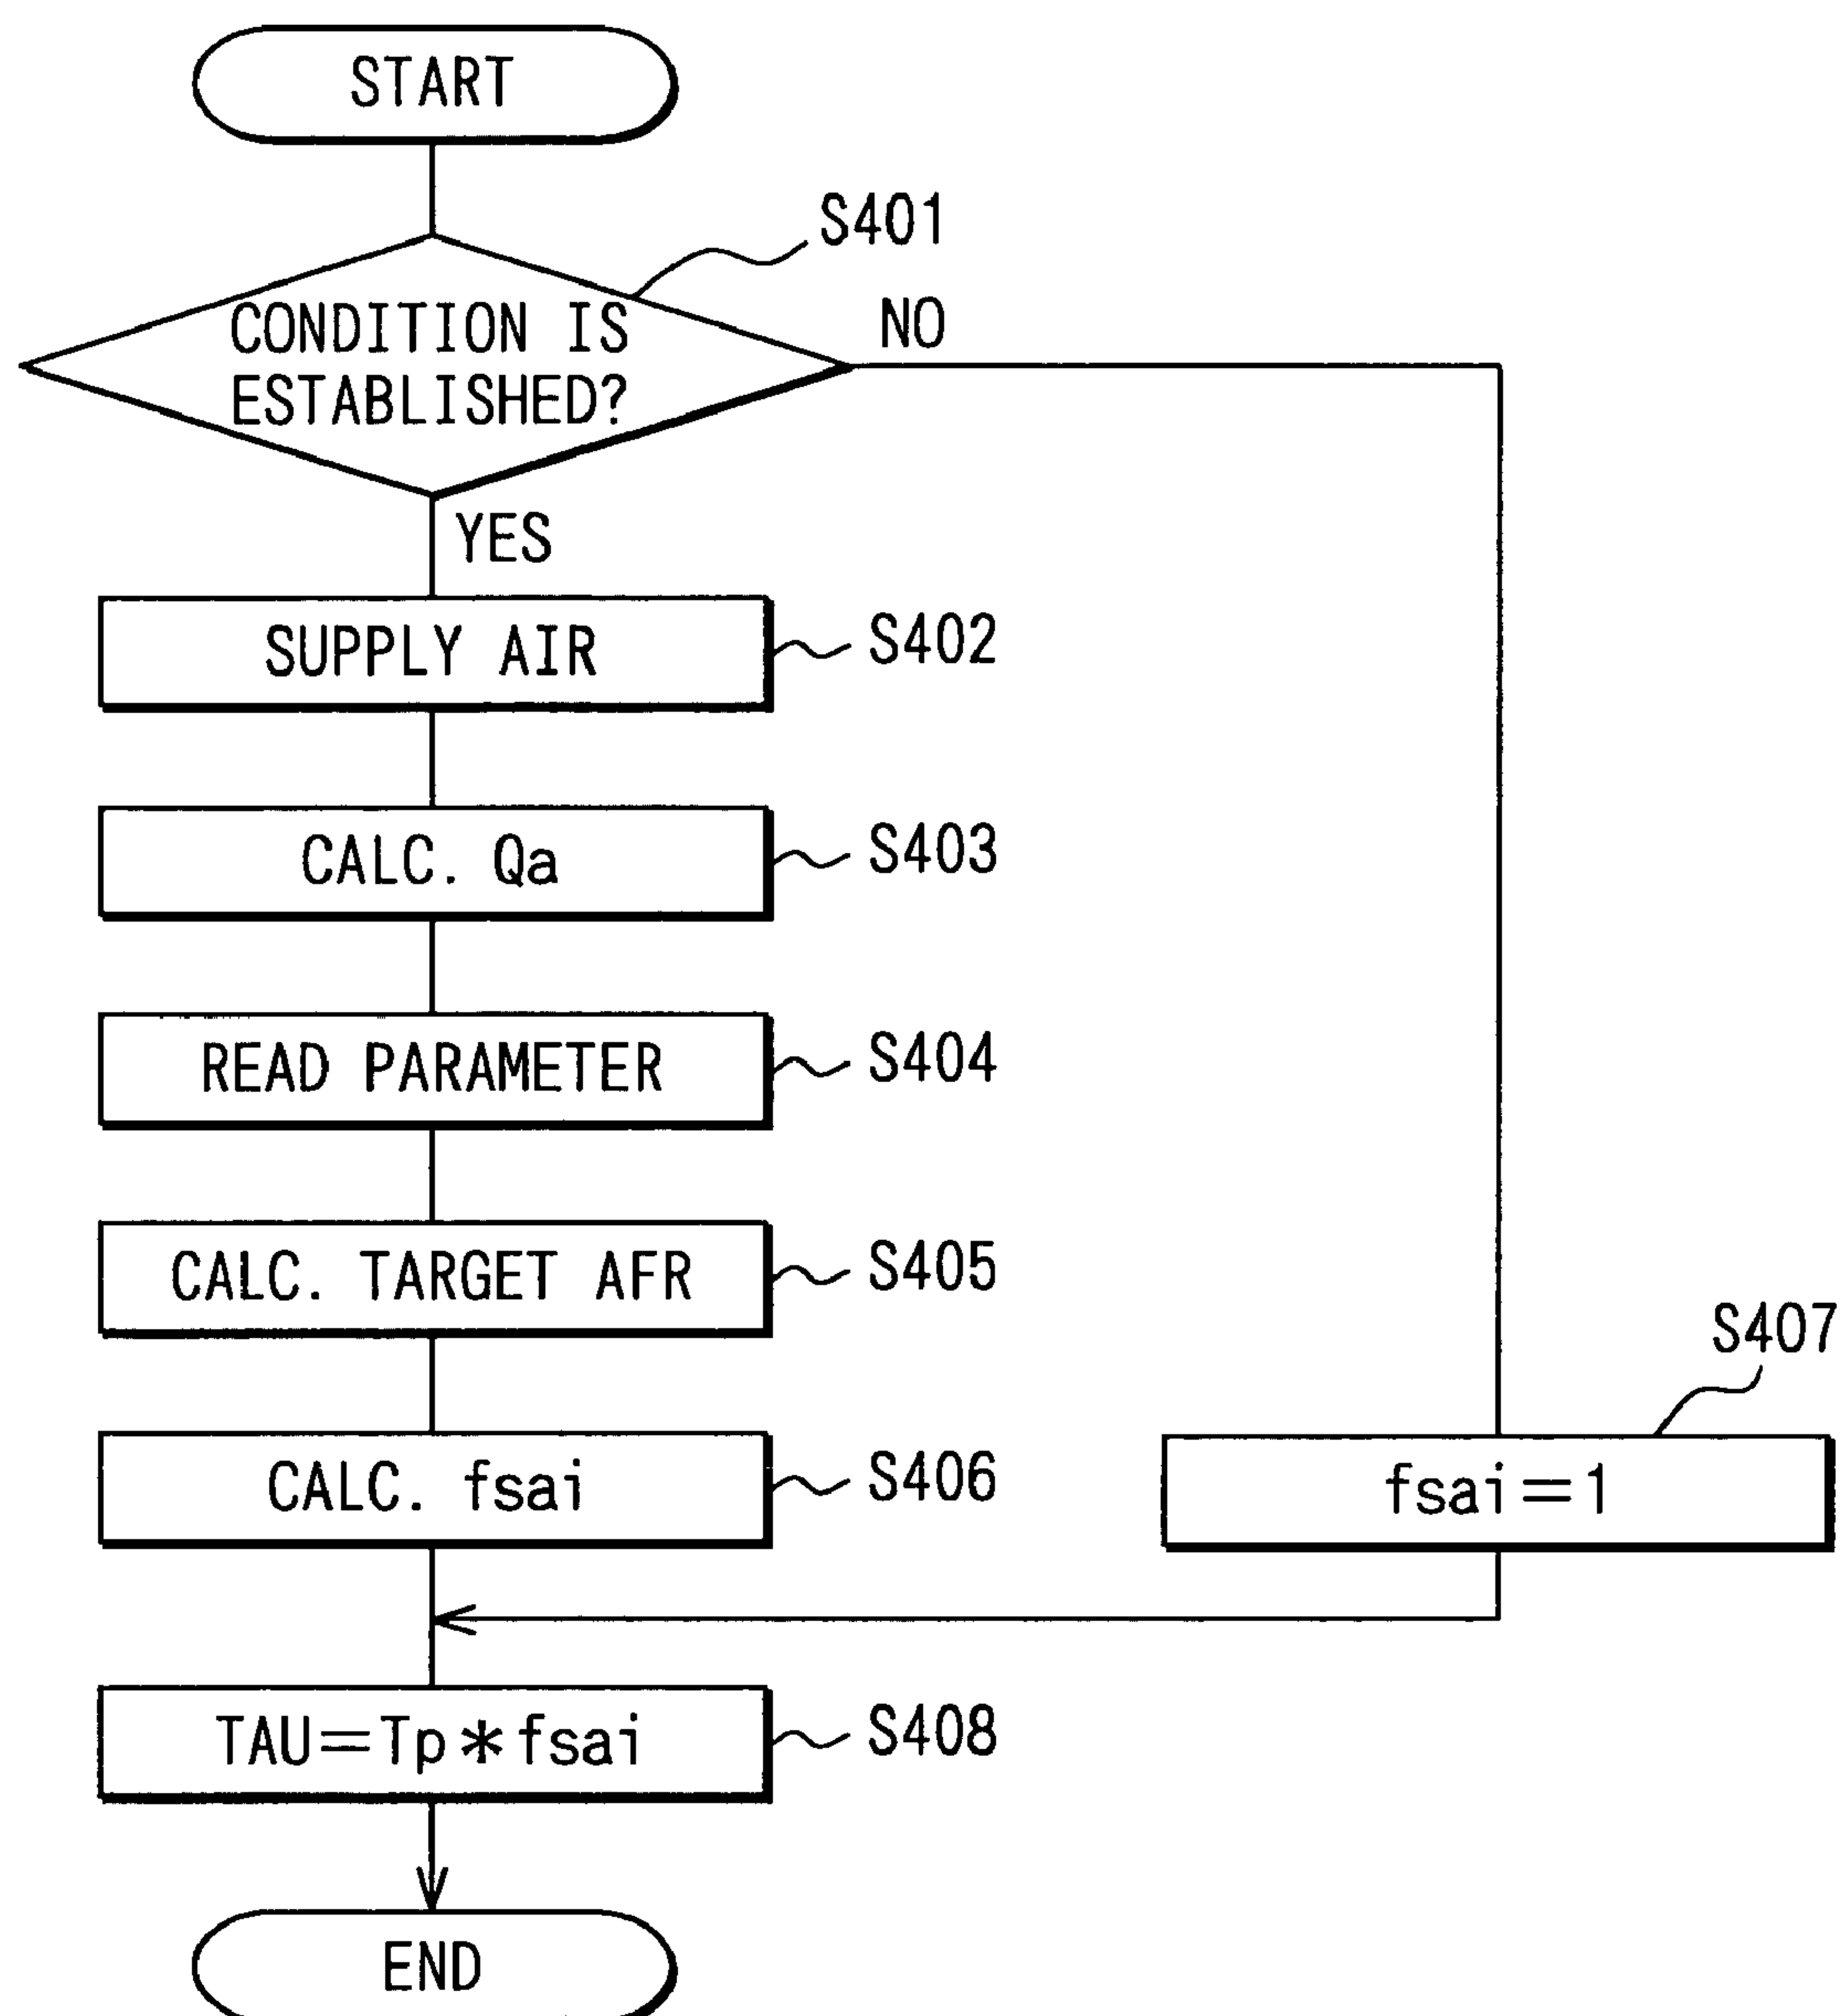 START
S401
CONDITION IS
ESTABLISHED?
NO
YES
SUPPLY AIR
S402
CALC. Qa
S403
READ PARAMETER
S404
CALC. TARGET AFR
S405
S407
CALC. fsai
S406
fsai=1
TAU=Tp*fsai
S408
END